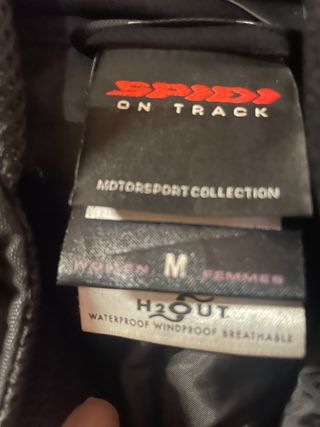 SPIDI
ON TRACK
MOTORSPORT COLLECTION
WOMEN M FEMMES
H2OUT
WATERPROOF WINDPROOF BREATHABLE